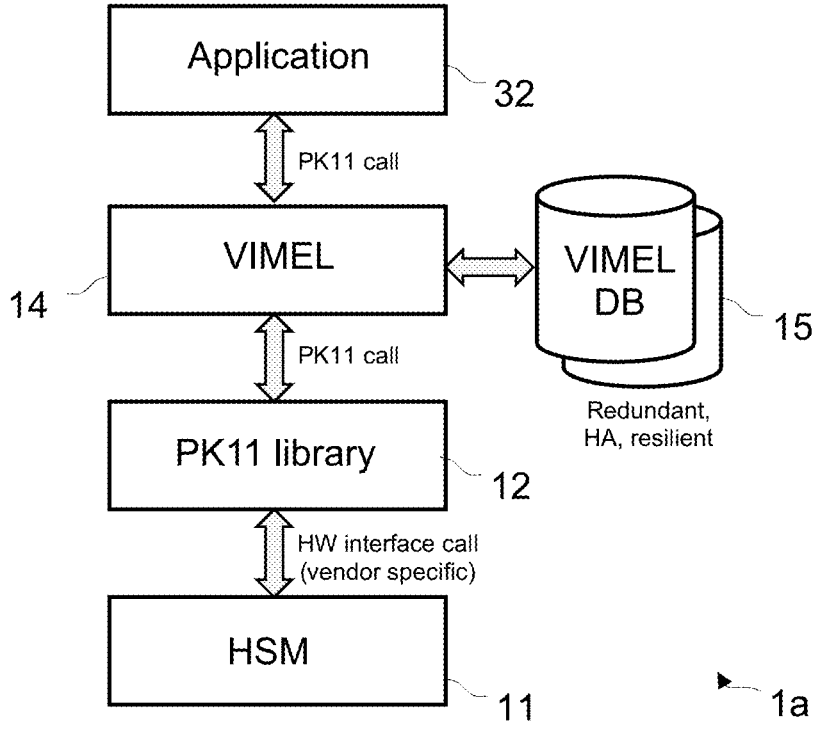 Application
32
PK11 call
VIMEL
14
VIMEL
DB
15
PK11 call
Redundant,
HA, resilient
PK11 library
12
HW interface call
(vendor specific)
HSM
11
1a